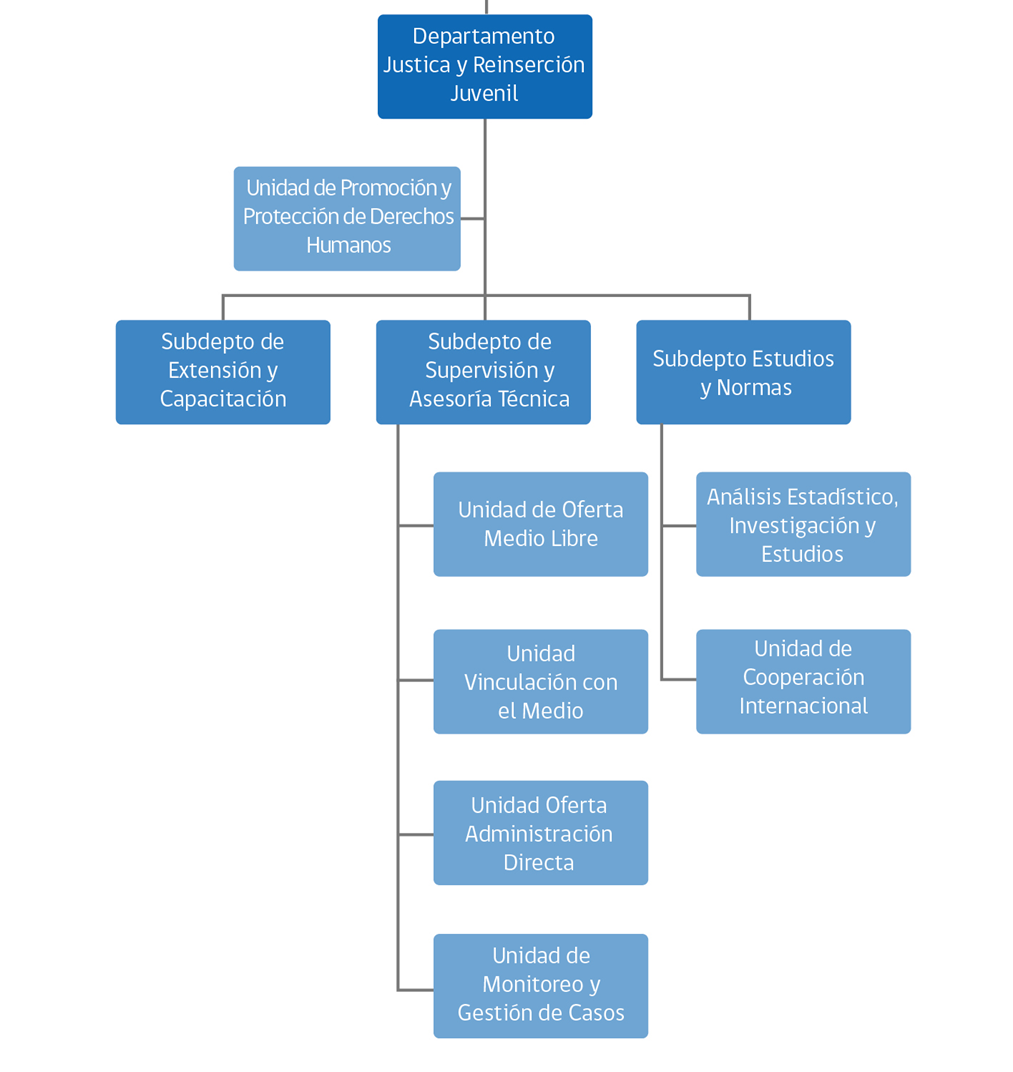 Departamento
Justica y Reinserción
Juvenil
Unidad de Promoción y
Protección de Derechos
Humanos
Subdepto de
Extensión y
Capacitación
Subdepto de
Supervisión y
Asesoría Técnica
Subdepto Estudios
y Normas
Unidad de Oferta
Medio Libre
Análisis Estadístico,
Investigación y
Estudios
Unidad
Vinculación con
el Medio
Unidad de
Cooperación
Internacional
Unidad Oferta
Administración
Directa
Unidad de
Monitoreo y
Gestión de Casos